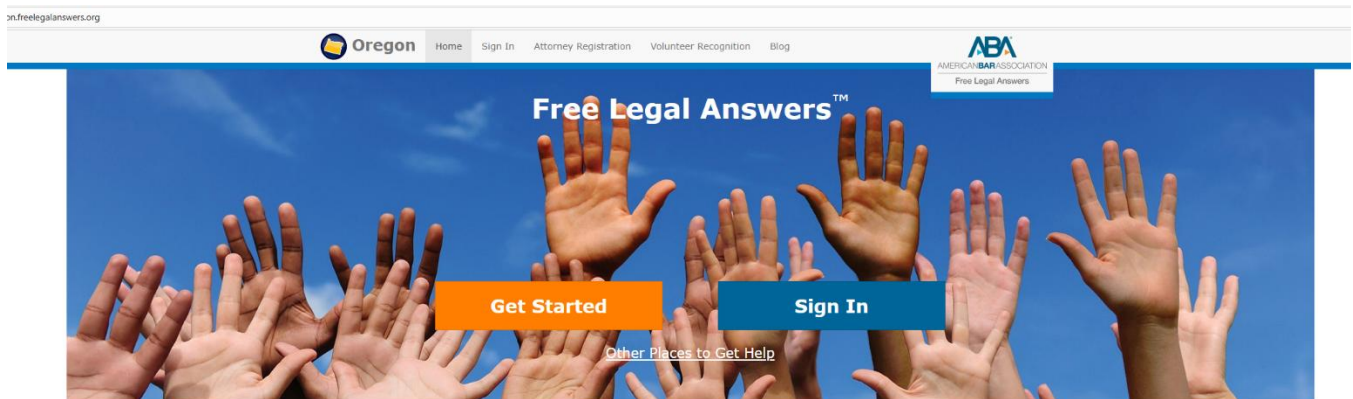 on.freelegalanswers.org
Oregon Home Sign In Attorney Registration Volunteer Recognition Blog
ABA
AMERICANBARASSOCIATION
Free Legal Answers
Free Legal Answers™
Get Started Sign In
Other Places to Get Help